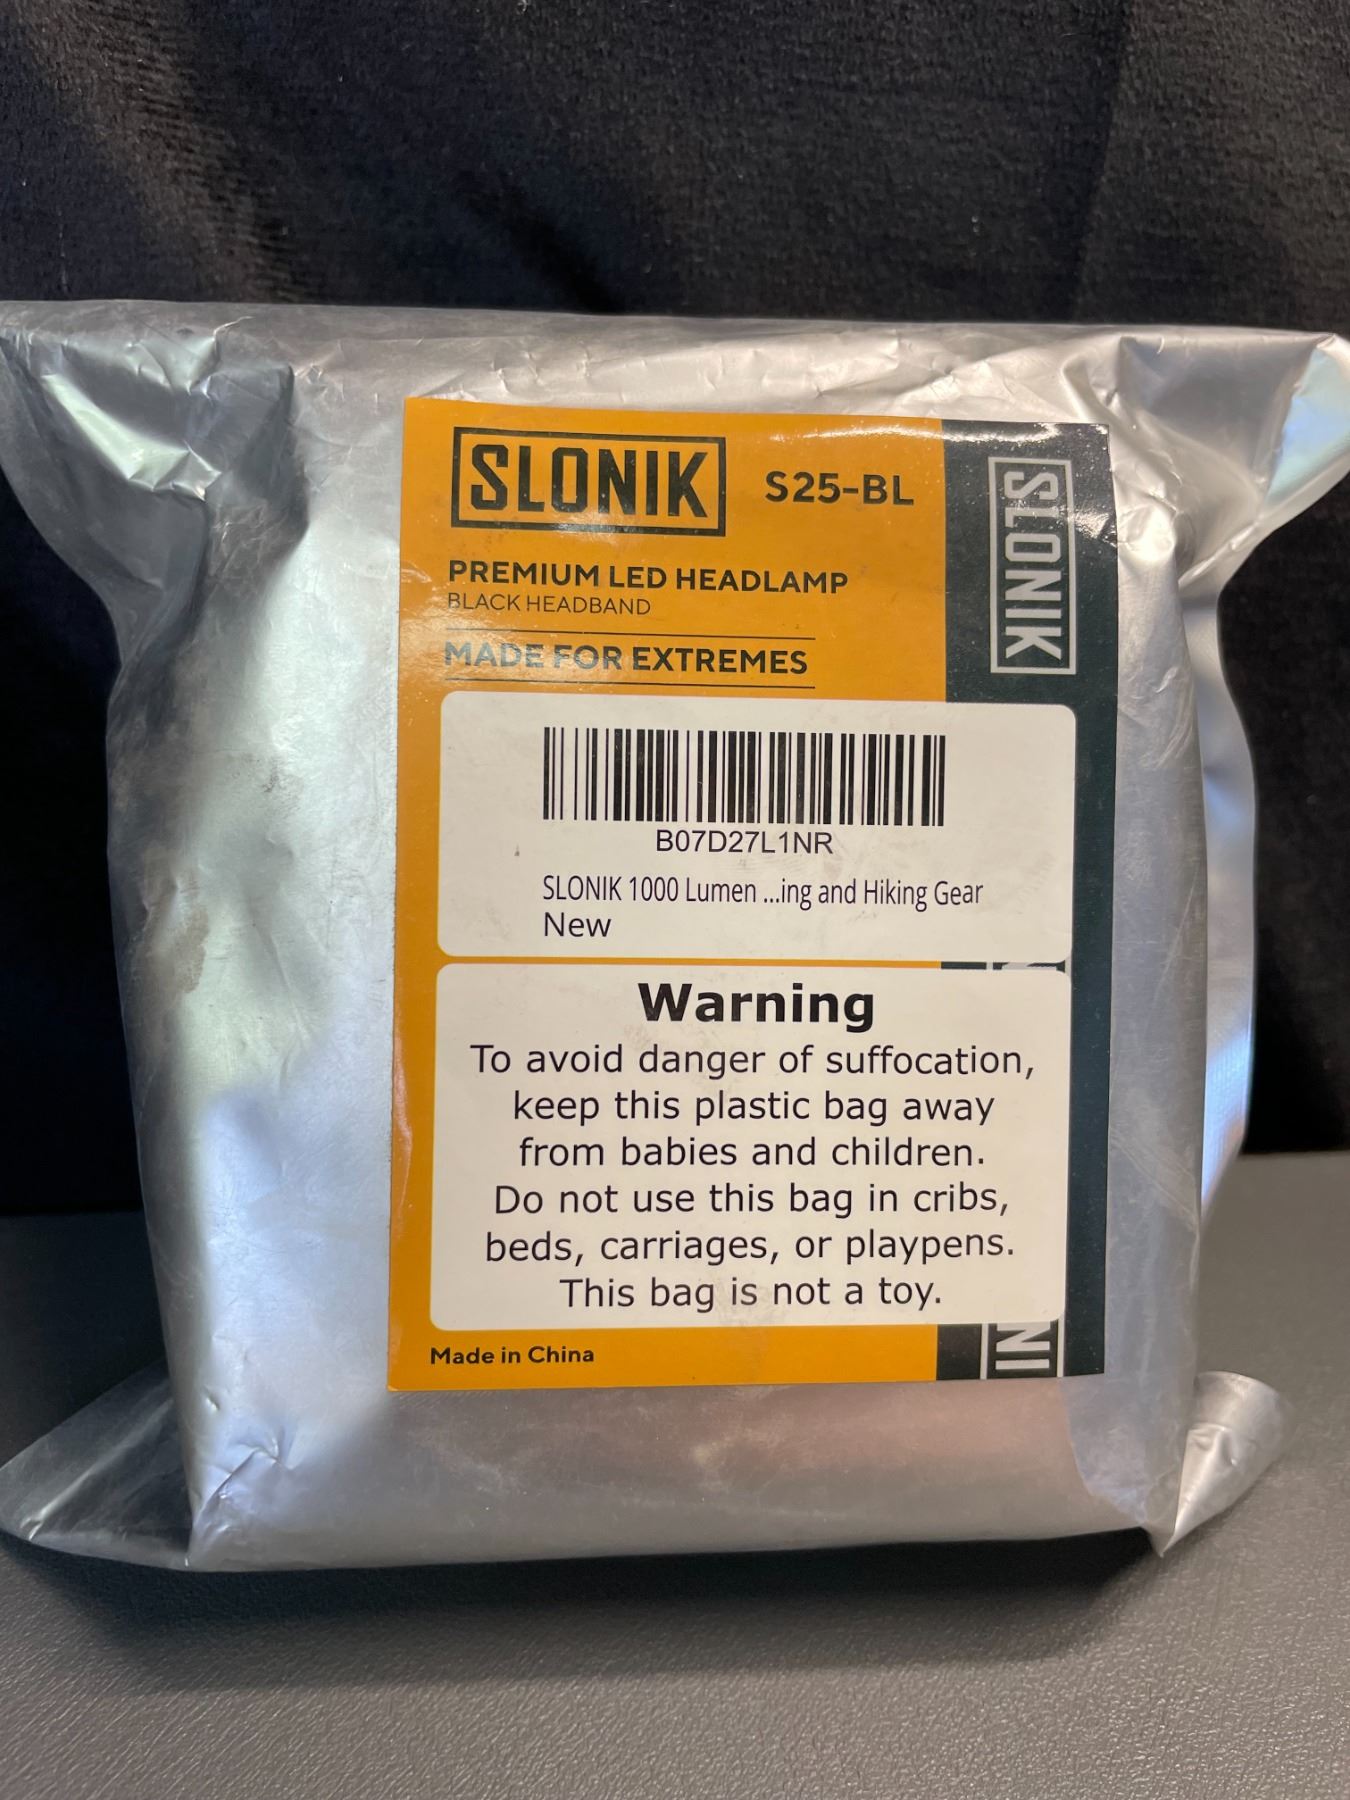 SLONIK
S25-BL
PREMIUM LED HEADLAMP
BLACK HEADBAND
MADE FOR EXTREMES
SLONIK
B07D27L1NR
SLONIK 1000 Lumen ...ing and Hiking Gear
New
Warning
To avoid danger of suffocation,
keep this plastic bag away
from babies and children.
Do not use this bag in cribs,
beds, carriages, or playpens.
This bag is not a toy.
Made in China
NI